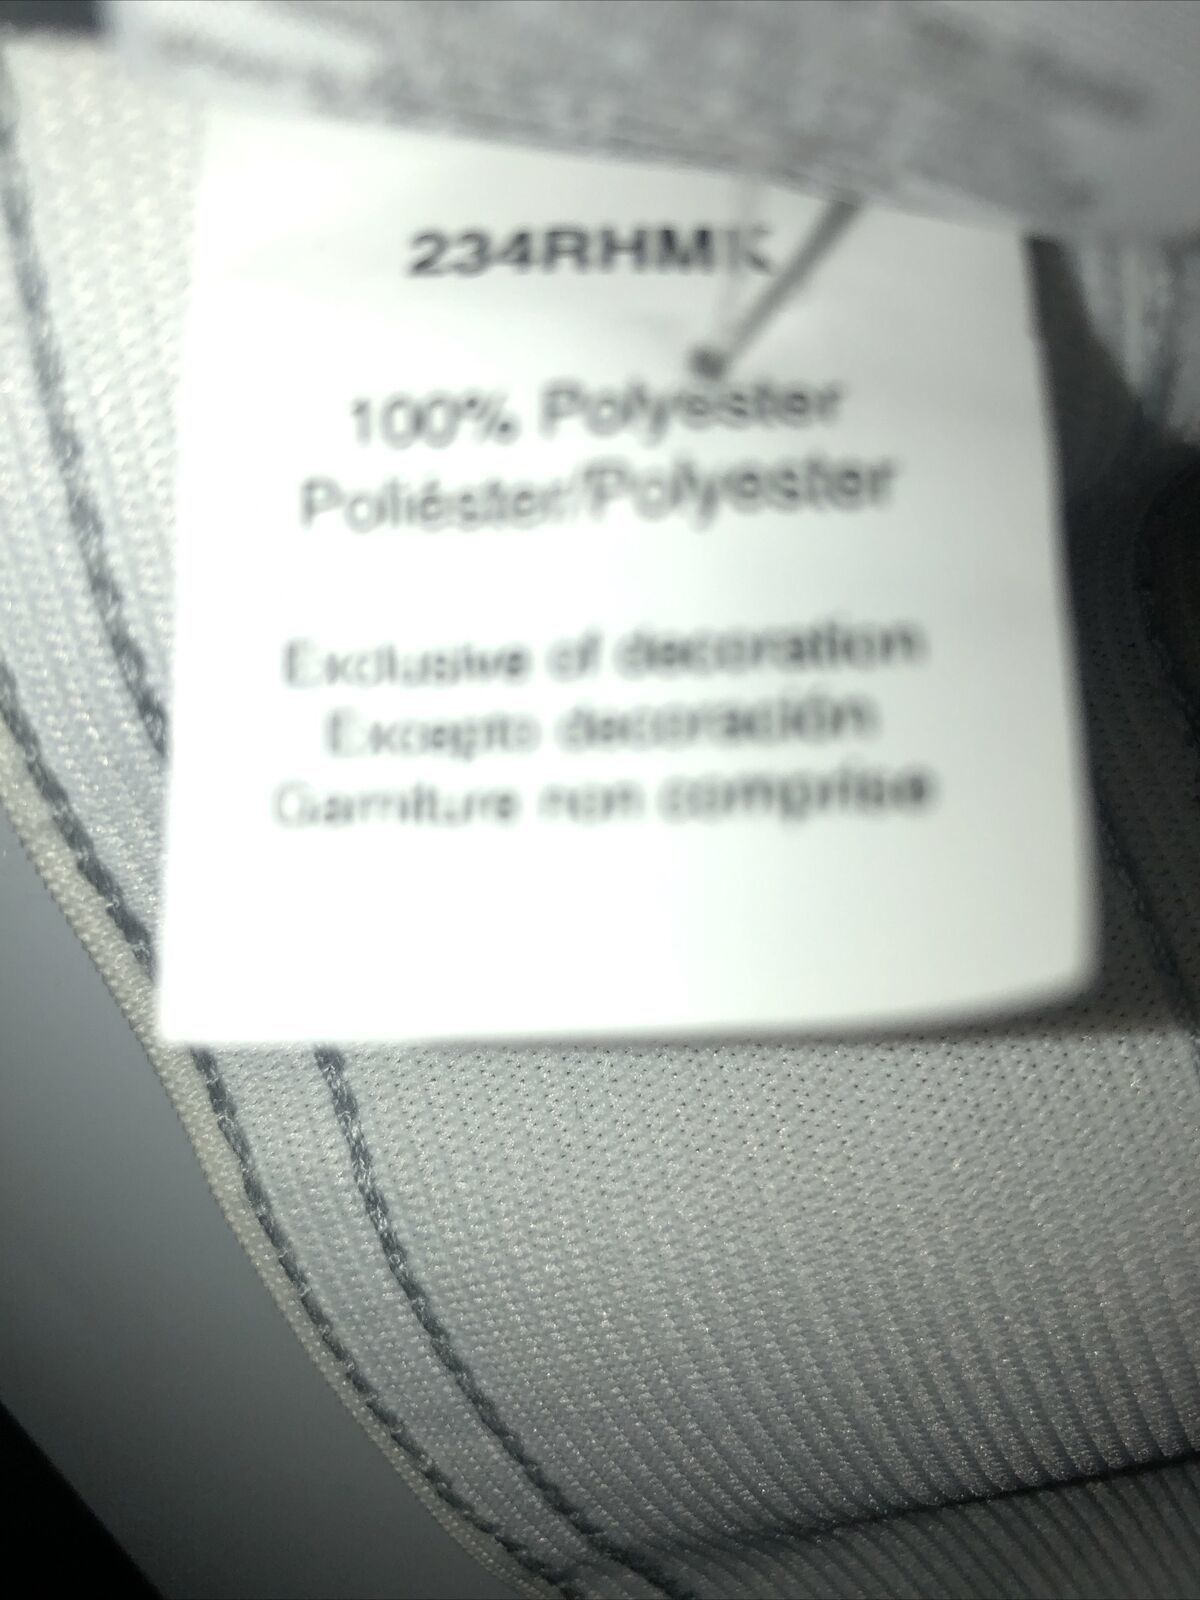 234RHMK
100% Polyester
Poliéster/Polyester
Exclusive of decoration
Excepto decoración
Garniture non comprise